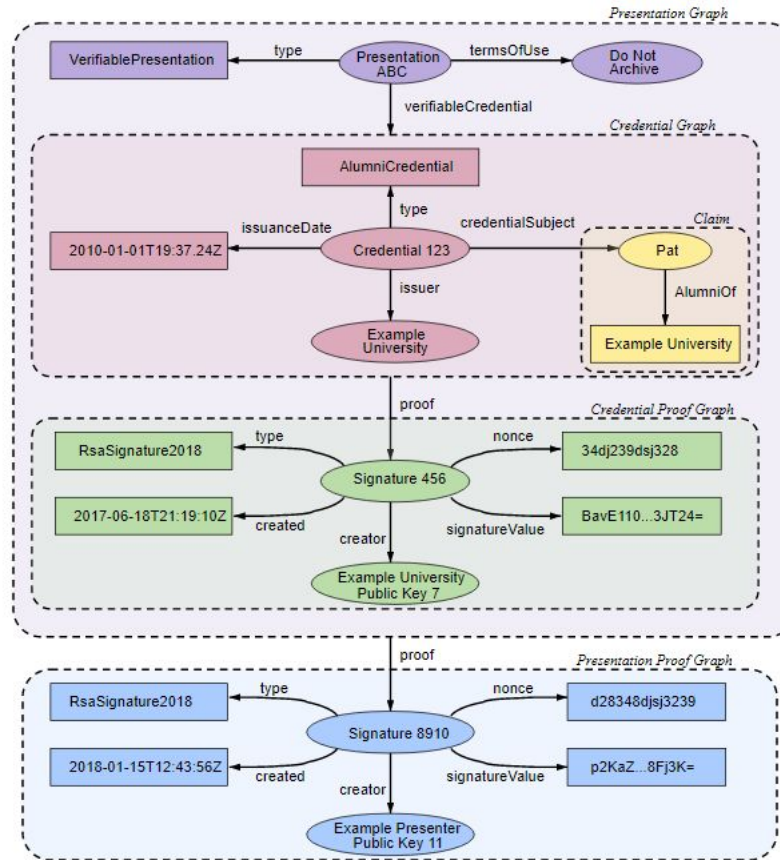 Presentation Graph
VerifiablePresentation
type
Presentation
ABC
termsOfUse
Do Not
Archive
verifiableCredential
Credential Graph
AlumniCredential
type
issuanceDate
credentialSubject
Claim
2010-01-01T19:37.24Z
Credential 123
Pat
issuer
AlumniOf
Example
University
Example University
proof
Credential Proof Graph
RsaSignature2018
type
nonce
34dj239dsj328
Signature 456
2017-06-18T21:19:10Z
created
signatureValue
BavE110...3JT24=
creator
Example University
Public Key 7
proof
Presentation Proof Graph
RsaSignature2018
type
nonce
d28348djsj3239
Signature 8910
2018-01-15T12:43:56Z
created
signatureValue
p2KaZ...8Fj3K=
creator
Example Presenter
Public Key 11